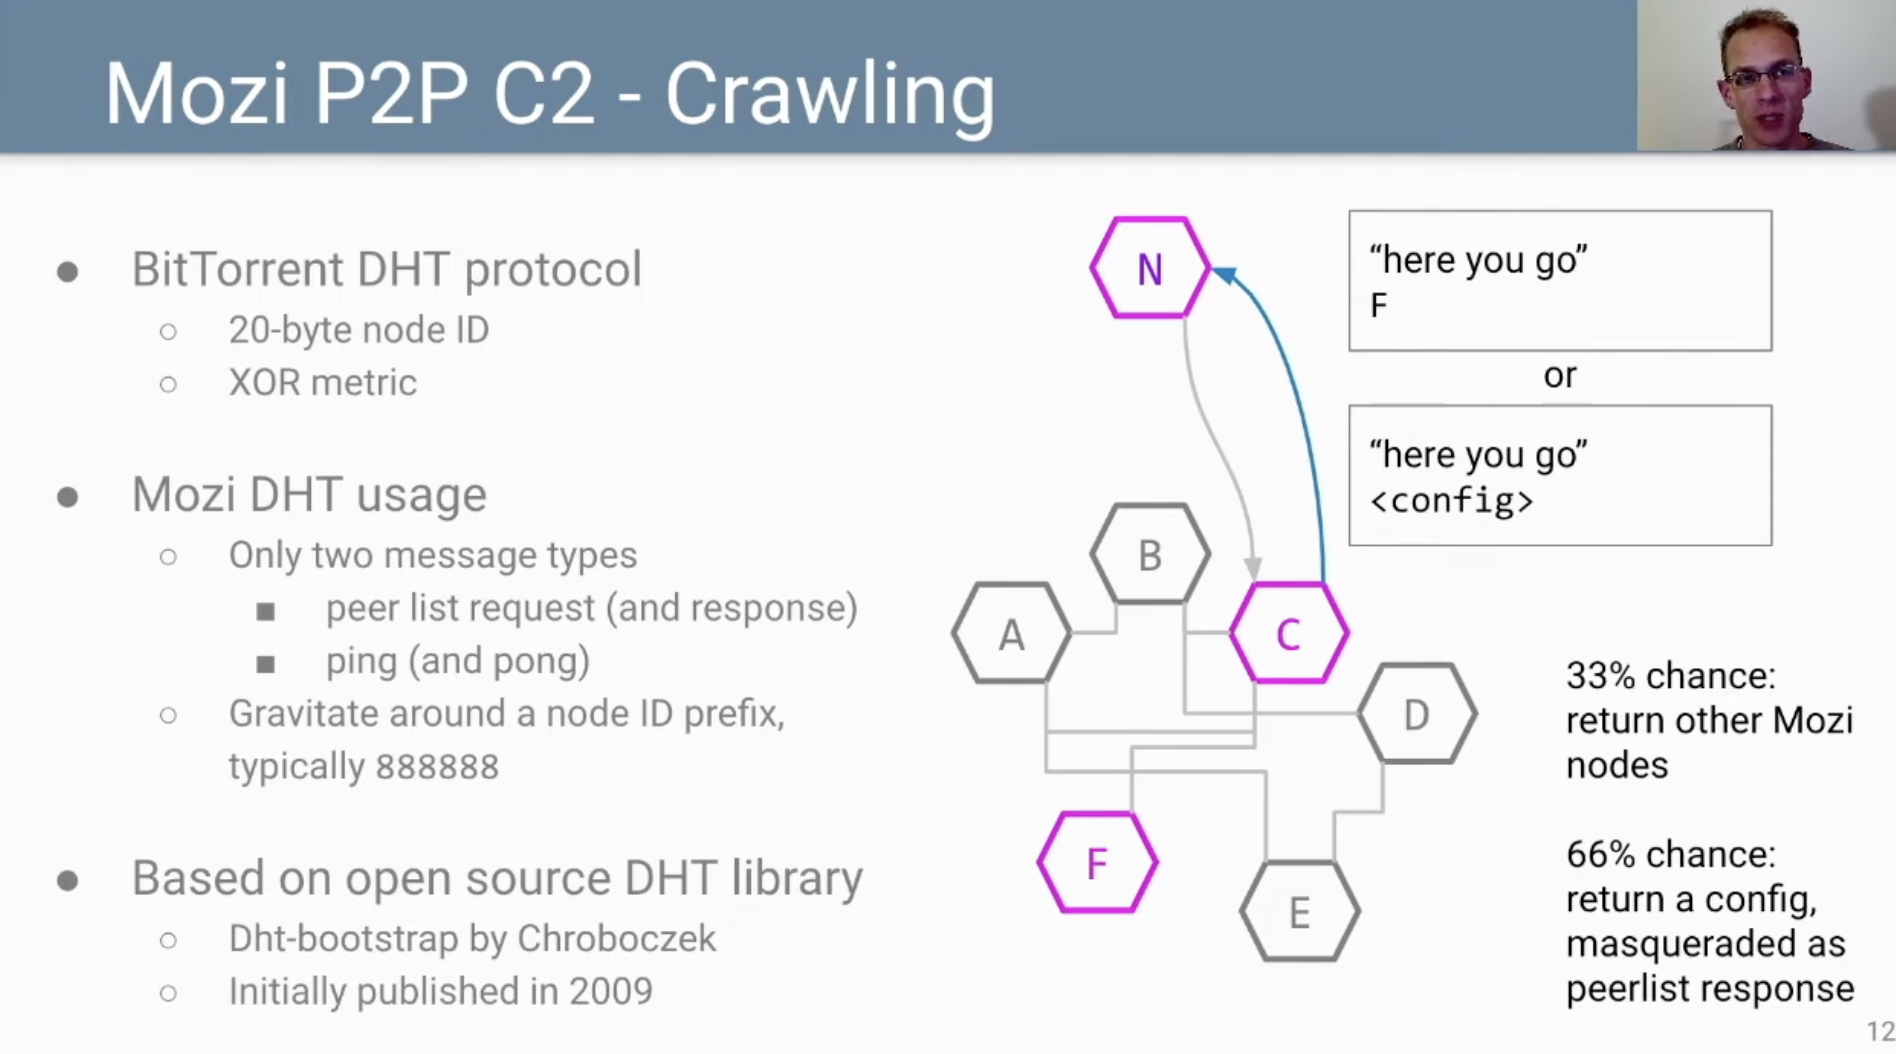 Mozi P2P C2 - Crawling
BitTorrent DHT protocol
20-byte node ID
XOR metric
Mozi DHT usage
Only two message types
peer list request (and response)
ping (and pong)
Gravitate around a node ID prefix,
typically 888888
Based on open source DHT library
Dht-bootstrap by Chroboczek
Initially published in 2009
N
B
A
C
D
F
E
“here you go”
F
or
“here you go”
<config>
33% chance:
return other Mozi
nodes
66% chance:
return a config,
masqueraded as
peerlist response
12